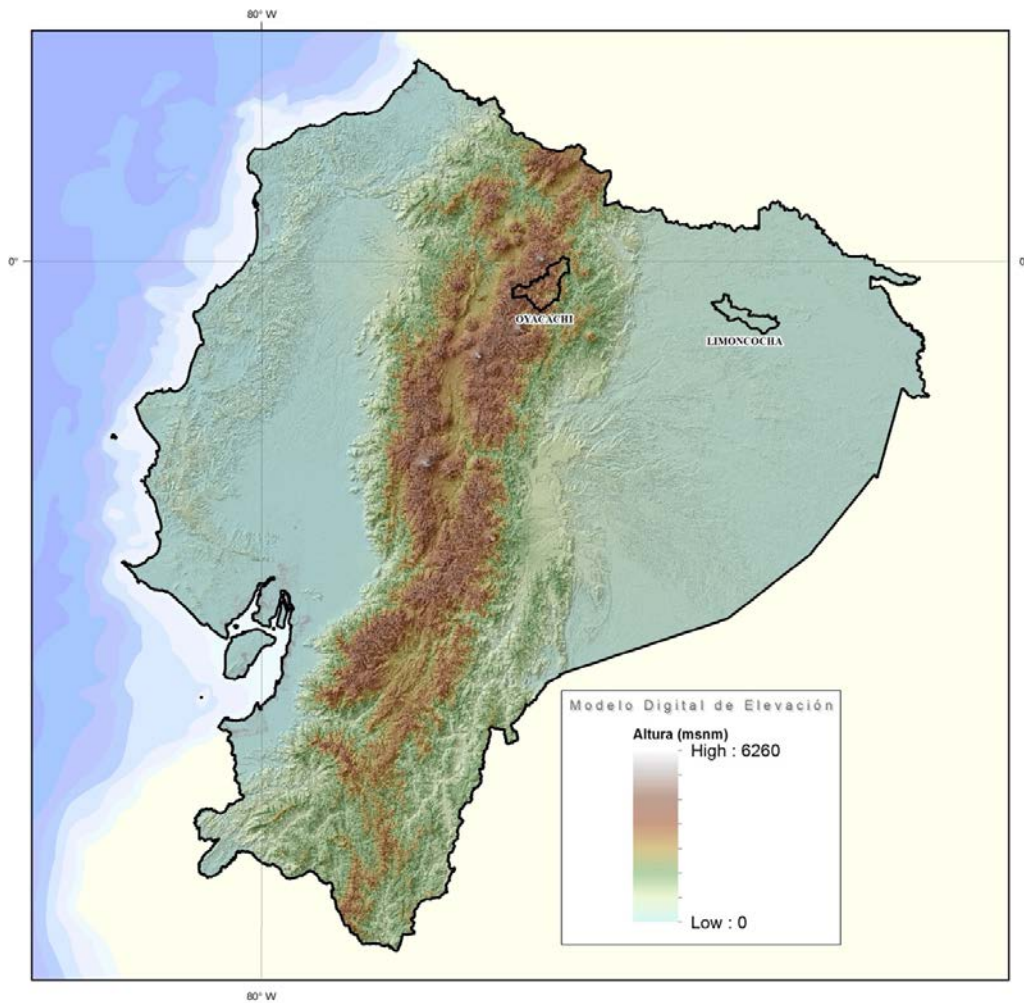 80° W
0°
0
OYACACHI
LIMONCOCHA
Modelo Digital de Elevación
Altura (msnm)
High : 6260
Low : 0
80° W